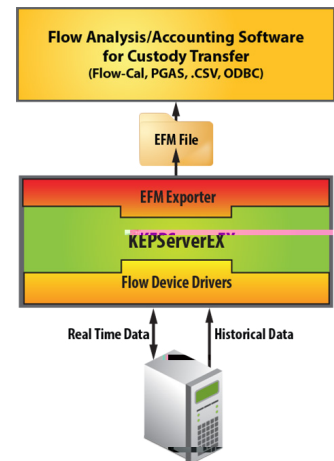 Flow Analysis/Accounting Software
for Custody Transfer
(Flow-Cal, PGAS, .CSV, ODBC)
EFM File
EFM Exporter
KEPServerEX
Flow Device Drivers
Real Time Data
Historical Data